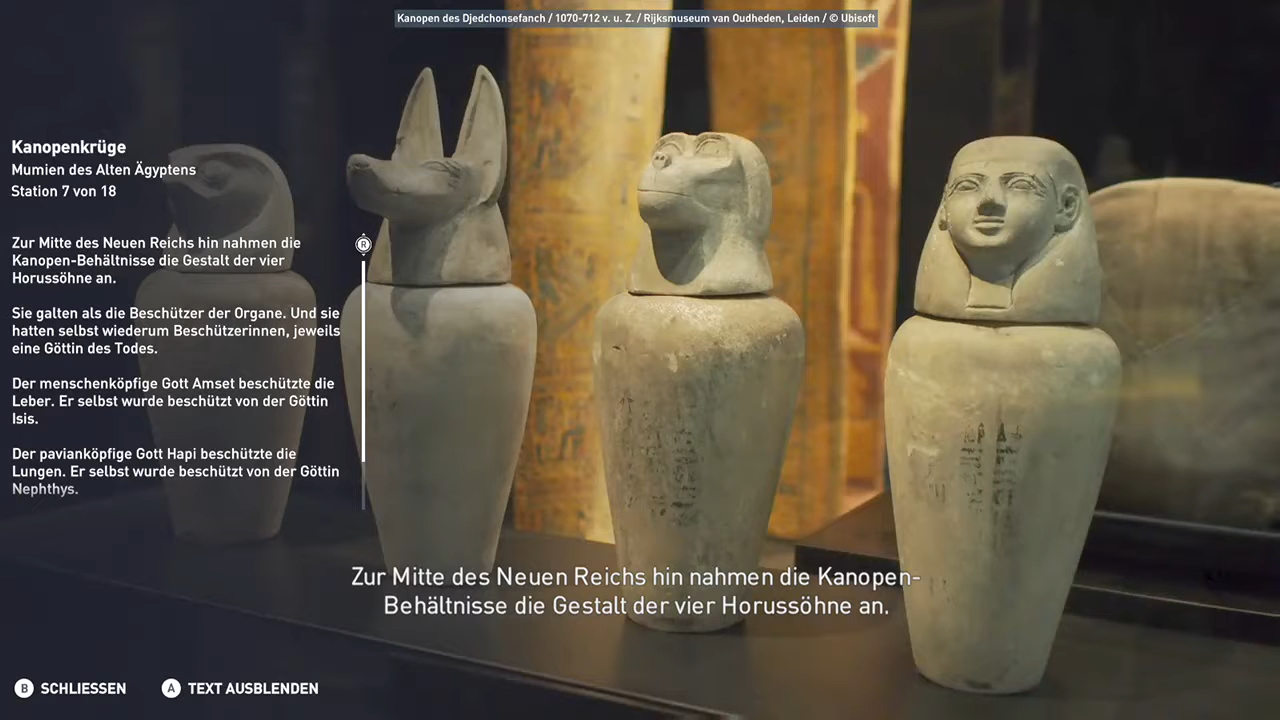 Kanopen des Djedchonsefanch / 1070-712 v. u. Z. / Rijksmuseum van Oudheden, Leiden / © Ubisoft
Kanopenkrüge
Mumien des Alten Ägyptens
Station 7 von 18
Zur Mitte des Neuen Reichs hin nahmen die
Kanopen-Behältnisse die Gestalt der vier
Horussöhne an.
Sie galten als die Beschützer der Organe. Und sie
hatten selbst wiederum Beschützerinnen, jeweils
eine Göttin des Todes.
Der menschenköpfige Gott Amset beschützte die
Leber. Er selbst wurde beschützt von der Göttin
Isis.
Der pavianköpfige Gott Hapi beschützte die
Lungen. Er selbst wurde beschützt von der Göttin
Nephthys.
R
Zur Mitte des Neuen Reichs hin nahmen die Kanopen-
Behältnisse die Gestalt der vier Horussöhne an.
B SCHLIESSEN
A TEXT AUSBLENDEN